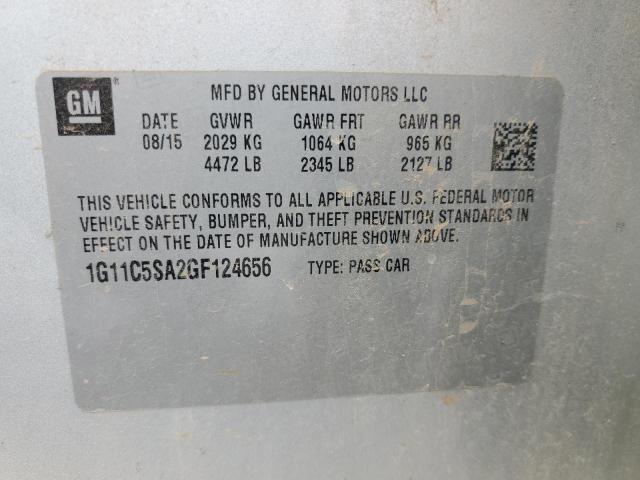 GM®
MFD BY GENERAL MOTORS LLC
DATE GVWR GAWR FRT GAWR RR
08/15 2029 KG 1064 KG 965 KG
4472 LB 2345 LB 2127 LB
THIS VEHICLE CONFORMS TO ALL APPLICABLE U.S. FEDERAL MOTOR
VEHICLE SAFETY, BUMPER, AND THEFT PREVENTION STANDARDS IN
EFFECT ON THE DATE OF MANUFACTURE SHOWN ABOVE.
1G11C5SA2GF124656 TYPE: PASS CAR